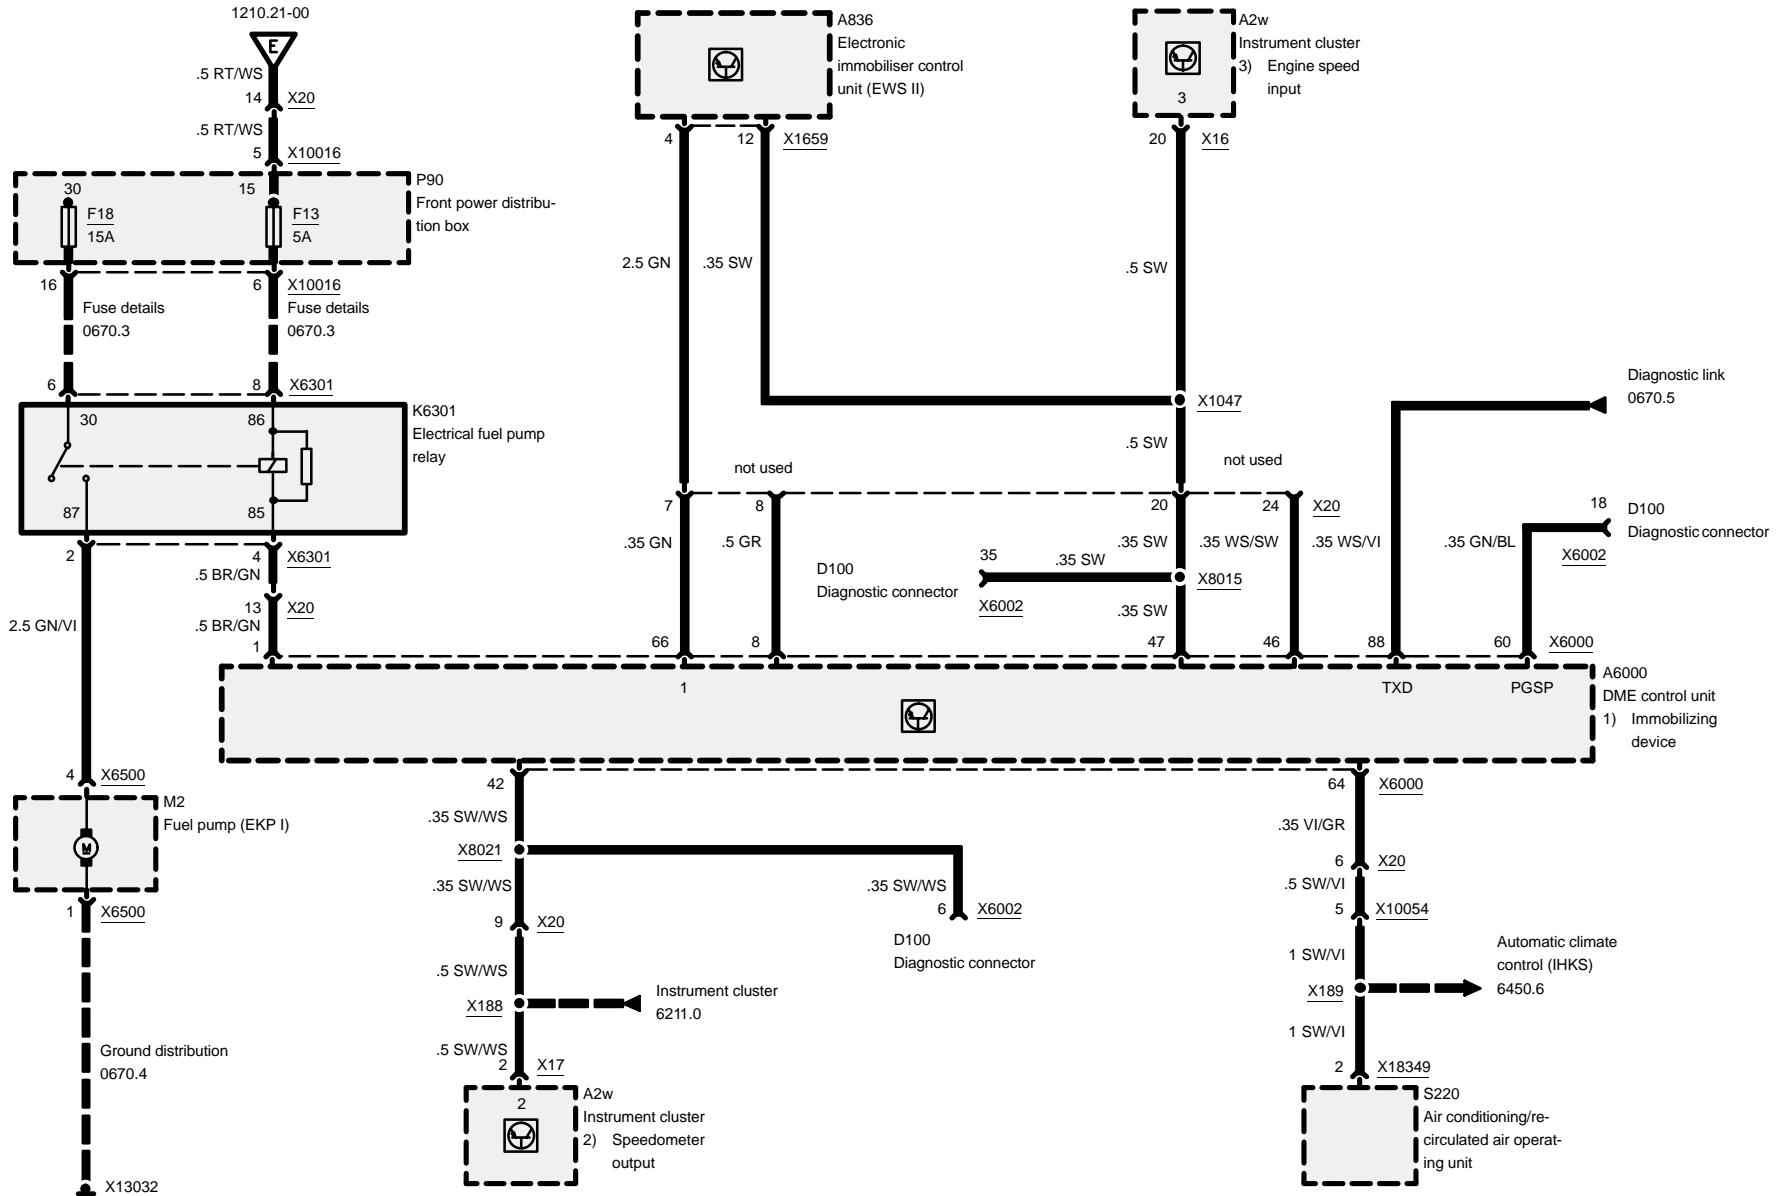 1210.21-00
E
.5 RT/WS
14 X20
.5 RT/WS
5 X10016
P90
Front power distribu-
tion box
30
F18
15A
15
F13
5A
16
6 X10016
Fuse details
0670.3
Fuse details
0670.3
6
8 X6301
K6301
Electrical fuel pump
relay
30
86
87
85
2
4 X6301
.5 BR/GN
13 X20
.5 BR/GN
1
2.5 GN/VI
4 X6500
M2
Fuel pump (EKP I)
M
1 X6500
Ground distribution
0670.4
X13032
A836
Electronic
immobiliser control
unit (EWS II)
4
12 X1659
2.5 GN
.35 SW
A2w
Instrument cluster
3) Engine speed
input
3
20 X16
.5 SW
X1047
.5 SW
not used
not used
7
8
20
24 X20
.35 GN
.5 GR
.35 SW
.35 WS/SW
.35 WS/VI
.35 GN/BL
D100
Diagnostic connector
35
.35 SW
X6002
X8015
.35 SW
Diagnostic link
0670.5
18
D100
Diagnostic connector
X6002
66
8
47
46
88
60 X6000
1
TXD
PGSP
A6000
DME control unit
1) Immobilizing
device
42
64 X6000
.35 SW/WS
X8021
.35 SW/WS
.35 SW/WS
6 X6002
D100
Diagnostic connector
9 X20
.5 SW/WS
X188
Instrument cluster
6211.0
.5 SW/WS
2 X17
2
A2w
Instrument cluster
2) Speedometer
output
.35 VI/GR
6 X20
.5 SW/VI
5 X10054
1 SW/VI
X189
Automatic climate
control (IHKS)
6450.6
1 SW/VI
2 X18349
S220
Air conditioning/re-
circulated air operat-
ing unit